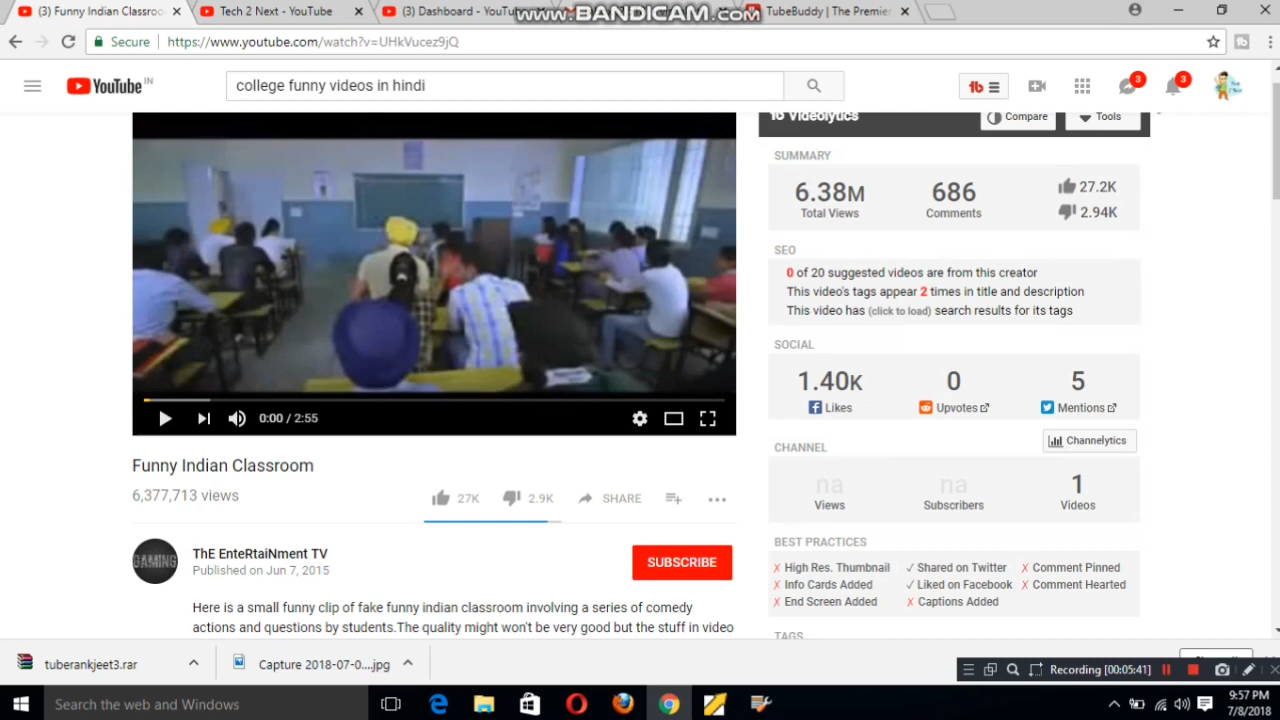 Funny Indian Classroo
Tech 2 Next - YouTube
(3) Dashboard - YouTu
www.BANDICAM.com
TubeBuddy | The Premier
Secure
https://www.youtube.com/watch?v=UHkVucez9jQ
YouTube IN
college funny videos in hindi
3
3
Videolytics
Compare
Tools
SUMMARY
6.38M
686
27.2K
Total Views
Comments
2.94K
SEO
0 of 20 suggested videos are from this creator
This video's tags appear 2 times in title and description
This video has (click to load) search results for its tags
SOCIAL
1.40K
0
5
Likes
Upvotes
Mentions
CHANNEL
Channelytics
na
na
1
Views
Subscribers
Videos
BEST PRACTICES
X High Res. Thumbnail
✓ Shared on Twitter
X Comment Pinned
X Info Cards Added
✓ Liked on Facebook
X Comment Hearted
X End Screen Added
X Captions Added
TAGS
0:00 / 2:55
Funny Indian Classroom
6,377,713 views
27K
2.9K
SHARE
GAMING
ThE EnteRtaiNment TV
Published on Jun 7, 2015
SUBSCRIBE
Here is a small funny clip of fake funny indian classroom involving a series of comedy
actions and questions by students.The quality might won't be very good but the stuff in video
tuberankjeet3.rar
Capture 2018-07-0....jpg
Recording [00:05:41]
Search the web and Windows
9:57 PM
7/8/2018